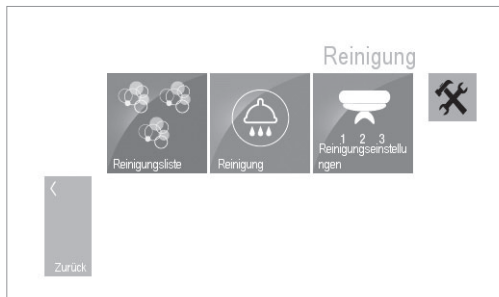 Reinigung
Reinigungsliste
Reinigung
1 2 3
Reinigungseinstellu
ngen
Zurück